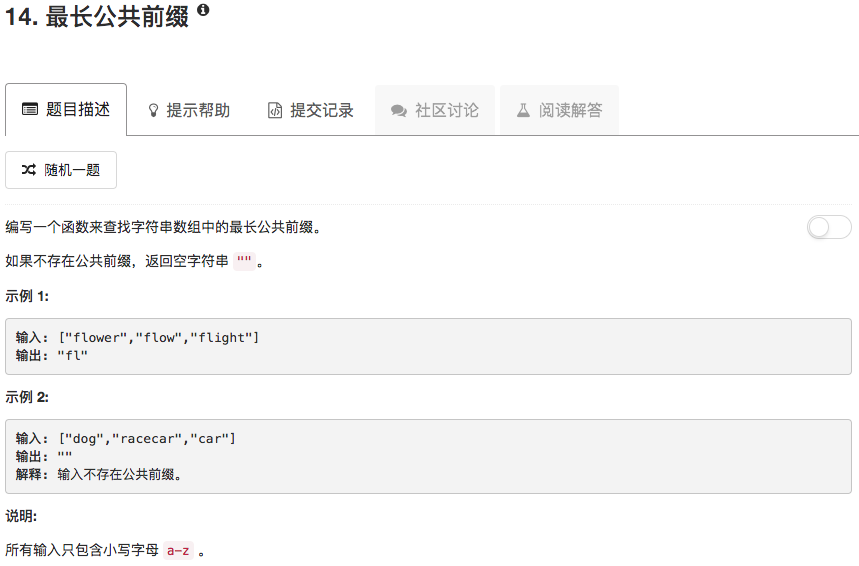 14. 最长公共前缀
题目描述 提示帮助 提交记录 社区讨论 阅读解答
随机一题
编写一个函数来查找字符串数组中的最长公共前缀。
如果不存在公共前缀，返回空字符串 ""。
示例 1:
输入: ["flower","flow","flight"]
输出: "fl"
示例 2:
输入: ["dog","racecar","car"]
输出: ""
解释: 输入不存在公共前缀。
说明:
所有输入只包含小写字母 a-z 。